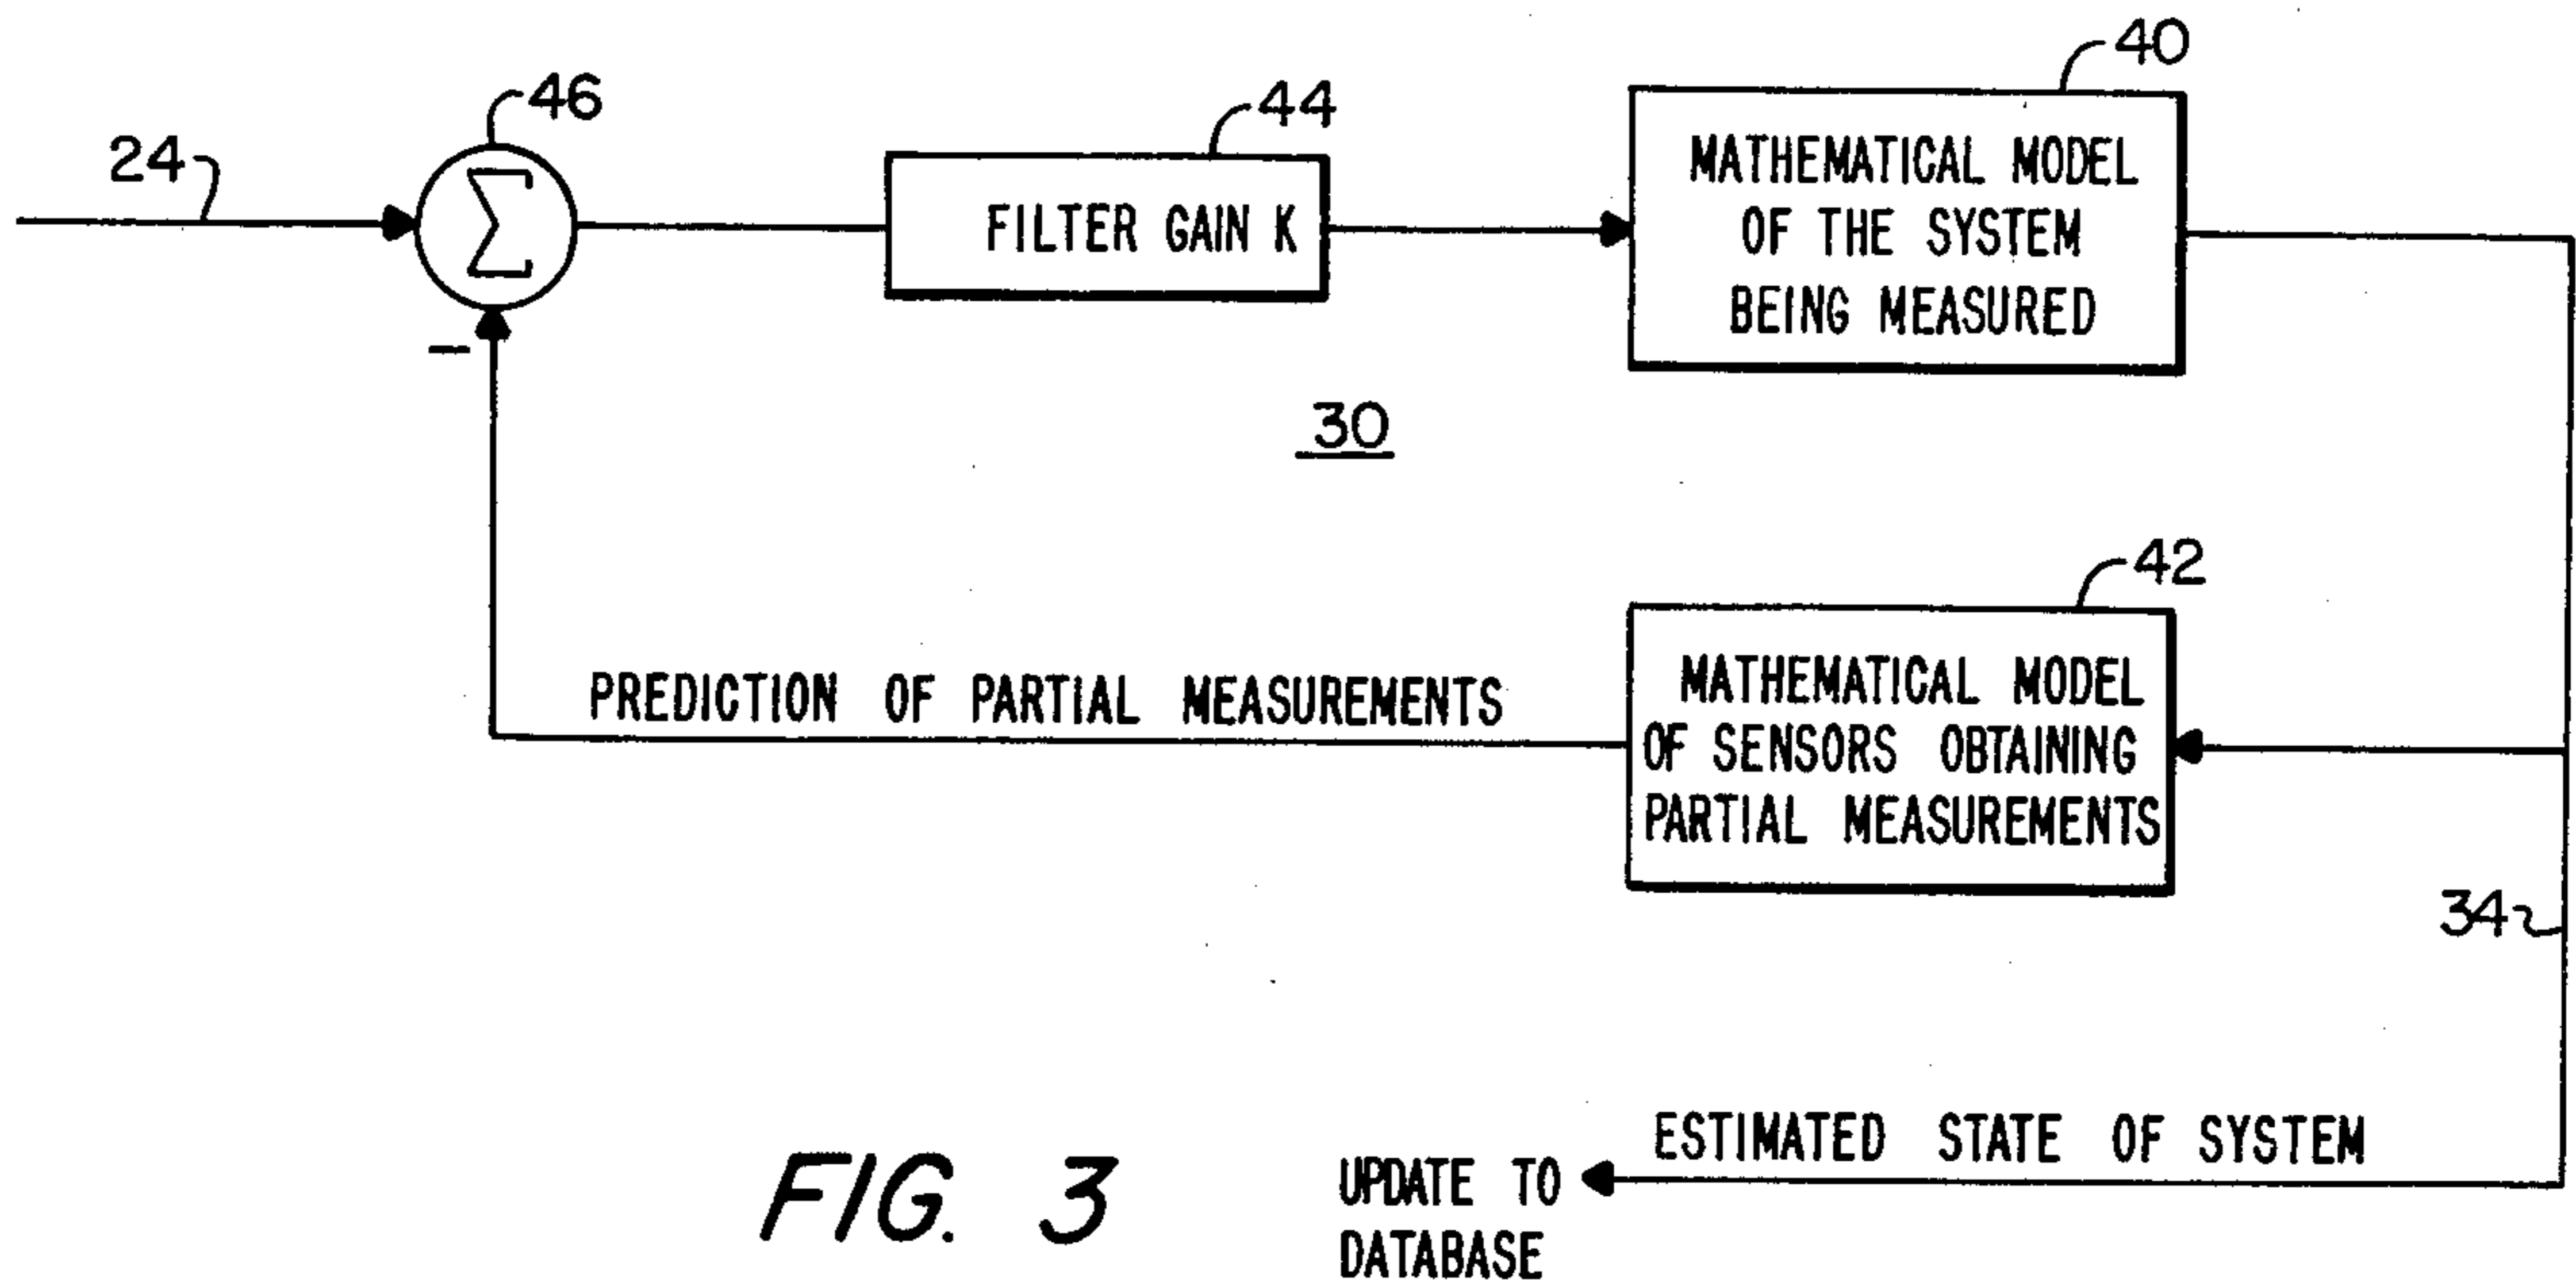 46
24
44
FILTER GAIN K
40
MATHEMATICAL MODEL
OF THE SYSTEM
BEING MEASURED
Σ
–
30
42
MATHEMATICAL MODEL
OF SENSORS OBTAINING
PARTIAL MEASUREMENTS
PREDICTION OF PARTIAL MEASUREMENTS
34
ESTIMATED STATE OF SYSTEM
UPDATE TO
DATABASE
FIG. 3